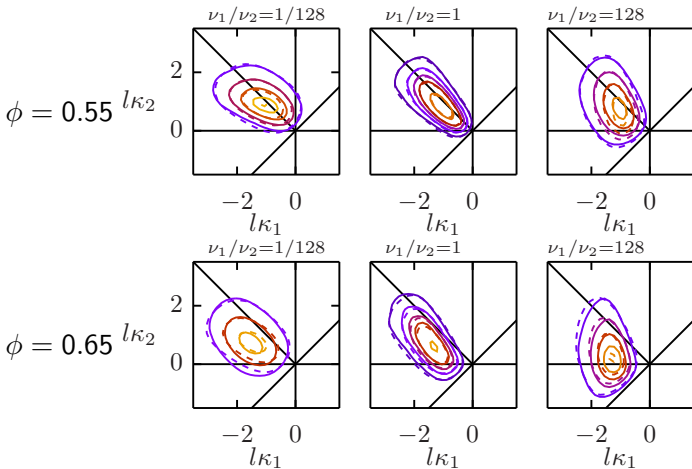 ν₁/ν₂=1/128 ν₁/ν₂=1 ν₁/ν₂=128
2
ϕ = 0.55 lκ₂
0
−2 0 −2 0 −2 0
lκ₁ lκ₁ lκ₁
ν₁/ν₂=1/128 ν₁/ν₂=1 ν₁/ν₂=128
2
ϕ = 0.65 lκ₂
0
−2 0 −2 0 −2 0
lκ₁ lκ₁ lκ₁